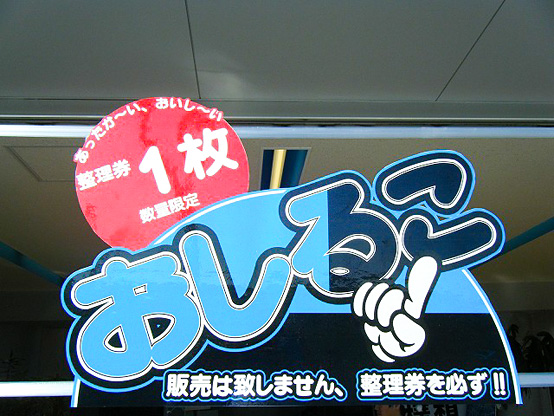 あったか〜い、おいし〜い
整理券 1枚
数量限定
おしるこ
販売は致しません、整理券を必ず!!